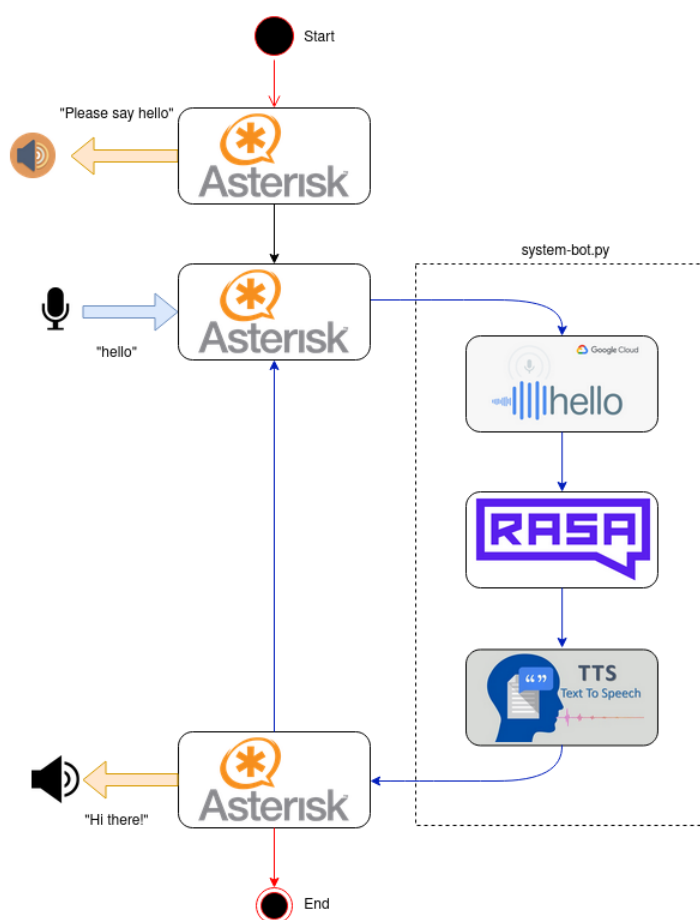 Start
"Please say hello"
Asterisk
system-bot.py
Asterisk
"hello"
Google Cloud
hello
RASA
TTS
Text To Speech
Asterisk
"Hi there!"
End